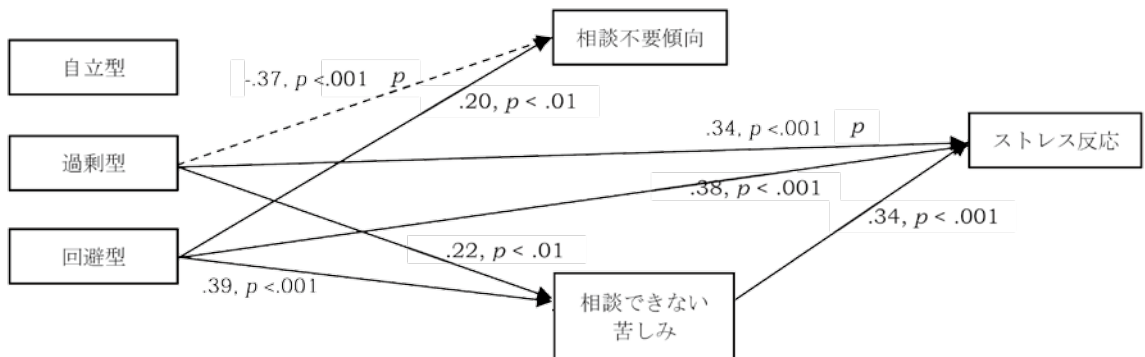 相談不要傾向
自立型
-.37, p <.001 p
.20, p < .01
.34, p <.001 p
ストレス反応
過剰型
.38, p < .001
.34, p < .001
回避型
.22, p < .01
.39, p <.001
相談できない
苦しみ